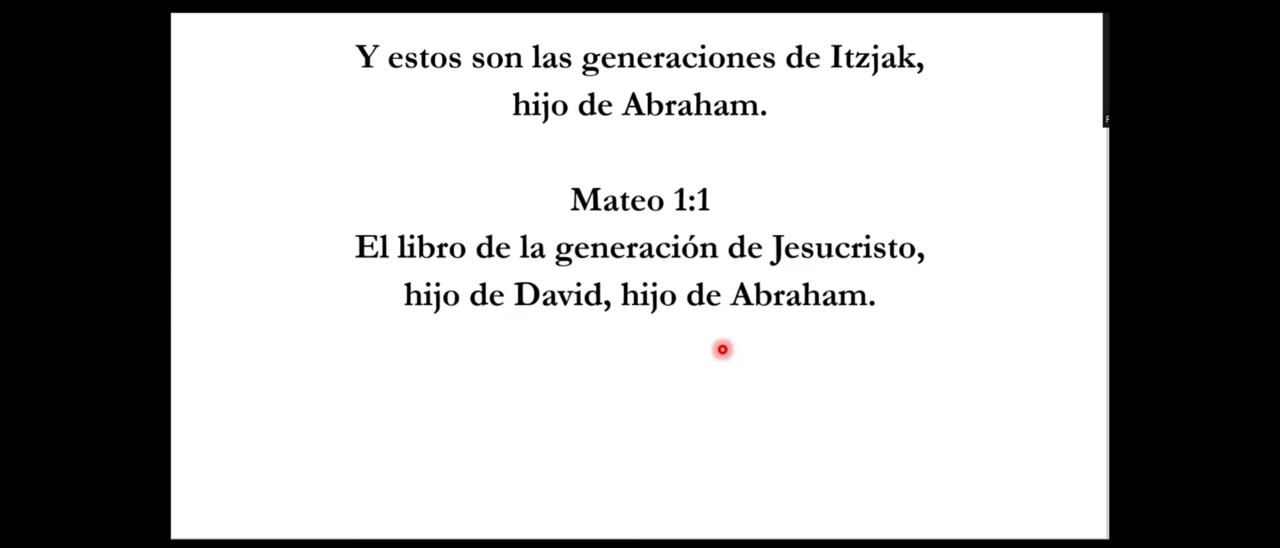 Y estos son las generaciones de Itzjak,
hijo de Abraham.
Mateo 1:1
El libro de la generación de Jesucristo,
hijo de David, hijo de Abraham.